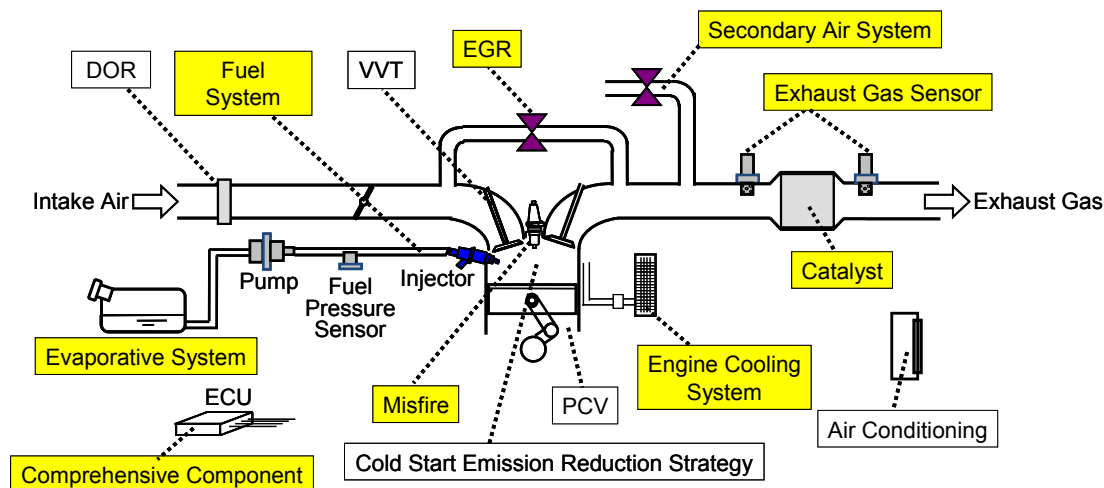 Secondary Air System
EGR
DOR
Fuel
System
VVT
Exhaust Gas Sensor
Intake Air
Exhaust Gas
Pump
Injector
Catalyst
Fuel
Pressure
Sensor
Evaporative System
Engine Cooling
System
ECU
Misfire
PCV
Air Conditioning
Comprehensive Component
Cold Start Emission Reduction Strategy